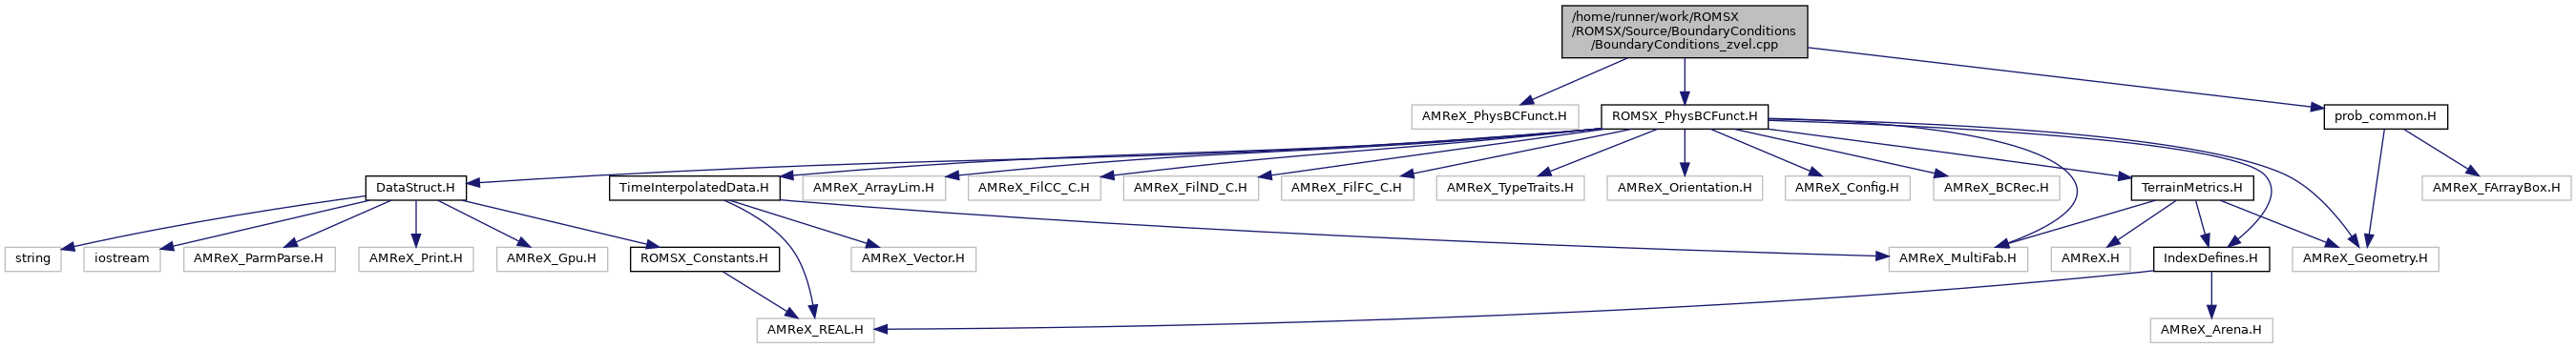 /home/runner/work/ROMSX
/ROMSX/Source/BoundaryConditions
/BoundaryConditions_zvel.cpp
AMReX_PhysBCFunct.H
ROMSX_PhysBCFunct.H
prob_common.H
DataStruct.H
TimeInterpolatedData.H
AMReX_ArrayLim.H
AMReX_FilCC_C.H
AMReX_FilND_C.H
AMReX_FilFC_C.H
AMReX_TypeTraits.H
AMReX_Orientation.H
AMReX_Config.H
AMReX_BCRec.H
TerrainMetrics.H
AMReX_FArrayBox.H
string
iostream
AMReX_ParmParse.H
AMReX_Print.H
AMReX_Gpu.H
ROMSX_Constants.H
AMReX_Vector.H
AMReX_MultiFab.H
AMReX.H
IndexDefines.H
AMReX_Geometry.H
AMReX_REAL.H
AMReX_Arena.H